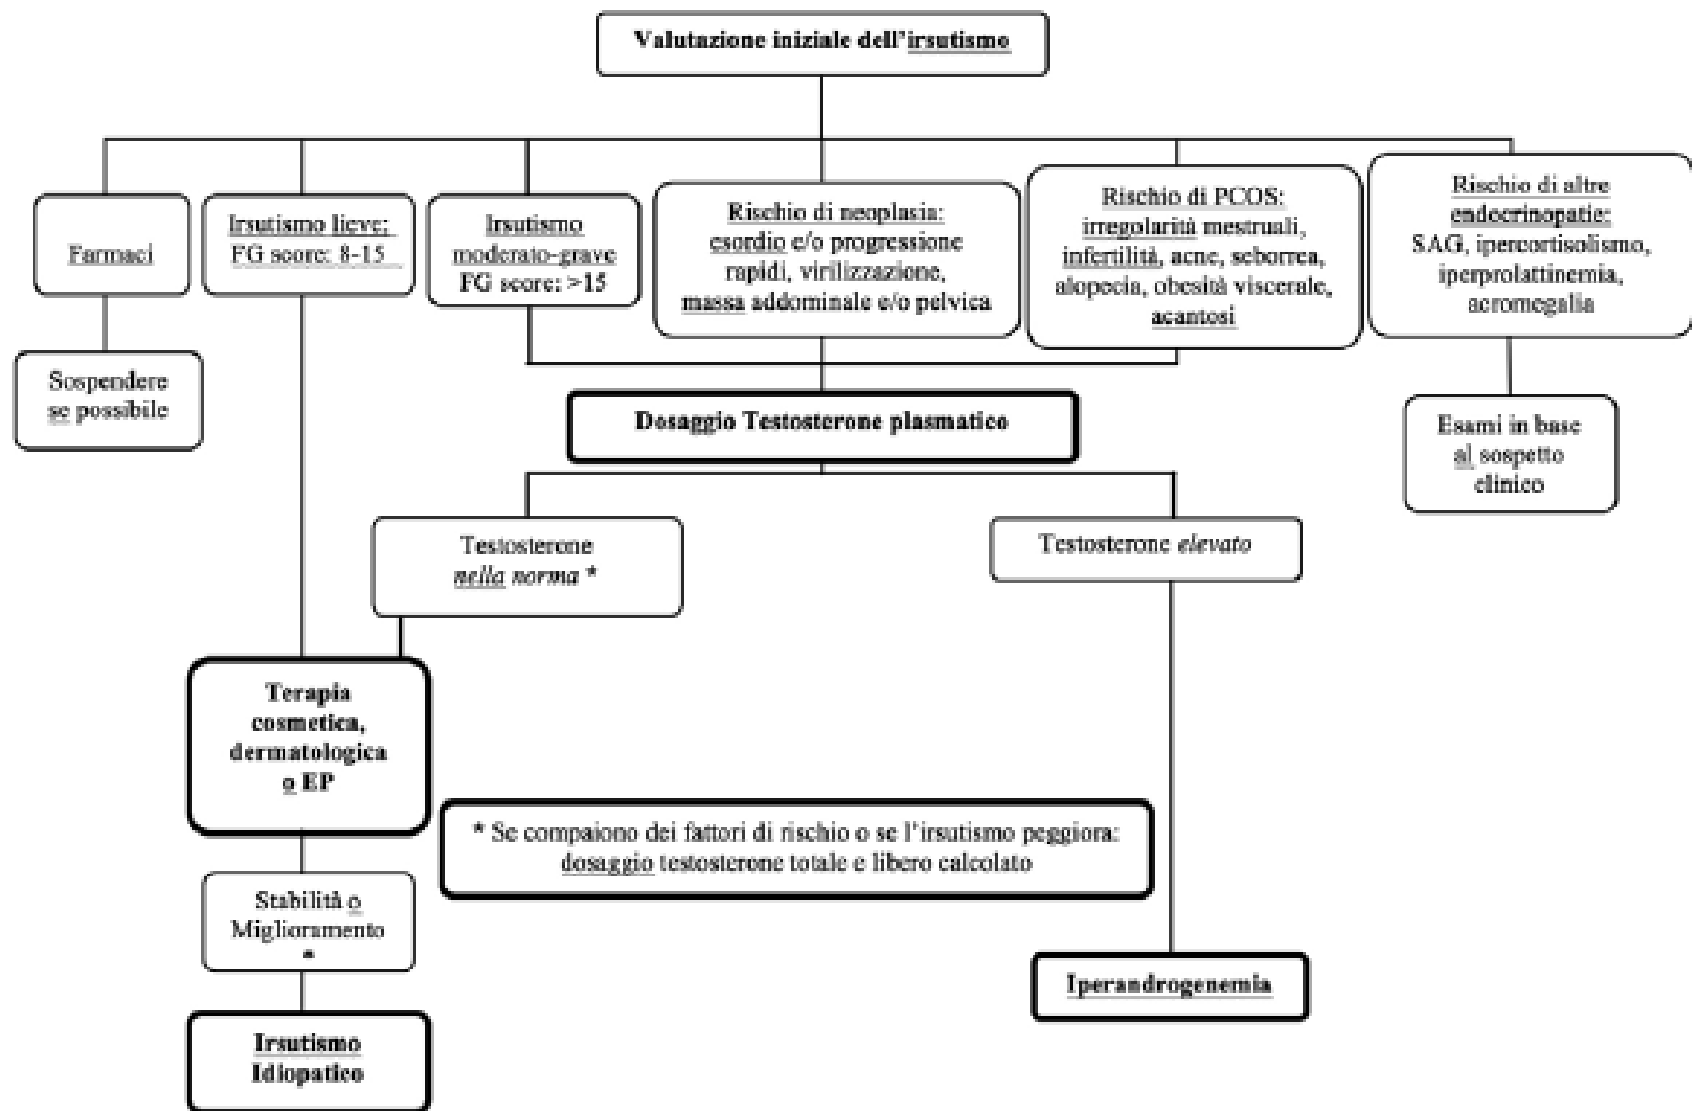 Valutazione iniziale dell'irsutismo
Farmaci
Irsutismo lieve;
FG score: 8-15
Irsutismo
moderato-grave
FG score: >15
Rischio di neoplasia:
esordio e/o progressione
rapidi, virilizzazione,
massa addominale e/o pelvica
Rischio di PCOS:
irregolarità mestruali,
infertilità, acne, seborrea,
alopecia, obesità viscerale,
acantosi
Rischio di altre
endocrinopatie:
SAG, ipercortisolismo,
iperprolattinemia,
acromegalia
Sospendere
se possibile
Dosaggio Testosterone plasmatico
Esami in base
al sospetto
clinico
Testosterone
nella norma *
Testosterone elevato
Terapia
cosmetica,
dermatologica
o EP
* Se compaiono dei fattori di rischio o se l'irsutismo peggiora:
dosaggio testosterone totale e libero calcolato
Stabilità o
Miglioramento
*
Iperandrogenemia
Irsutismo
Idiopatico